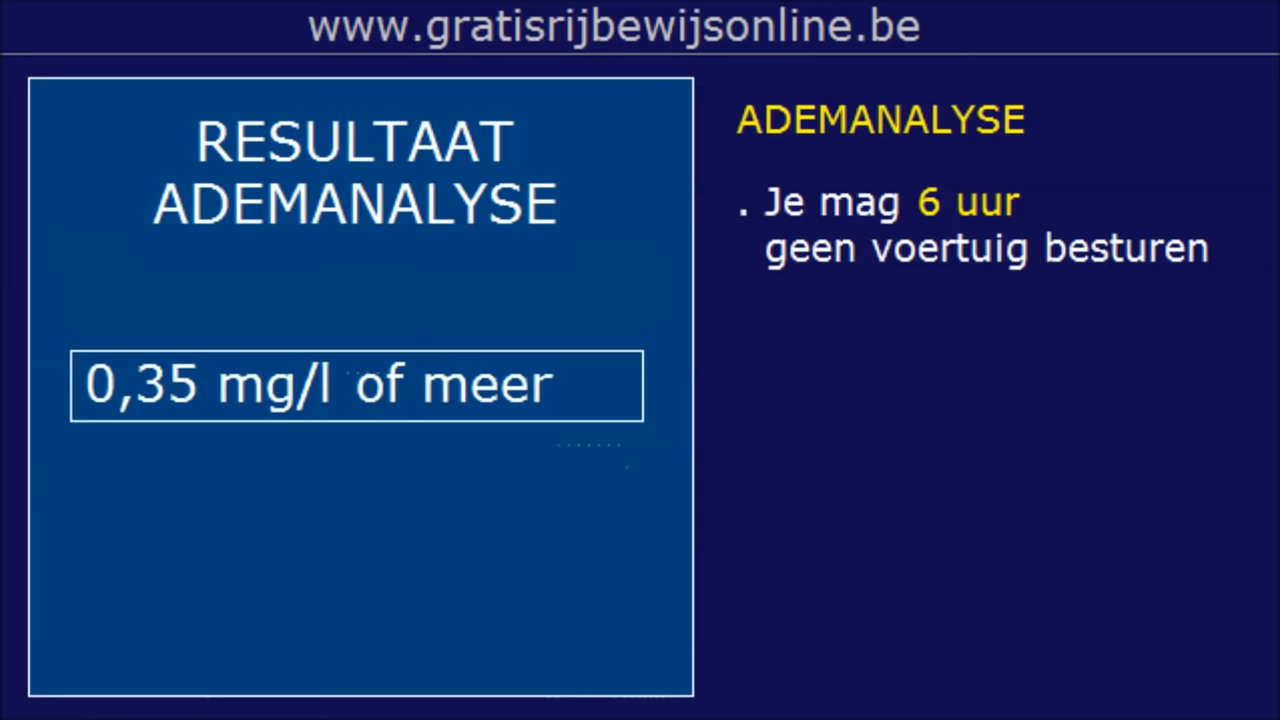 www.gratisrijbewijsonline.be
RESULTAAT
ADEMANALYSE
0,35 mg/l of meer
ADEMANALYSE
. Je mag 6 uur
geen voertuig besturen